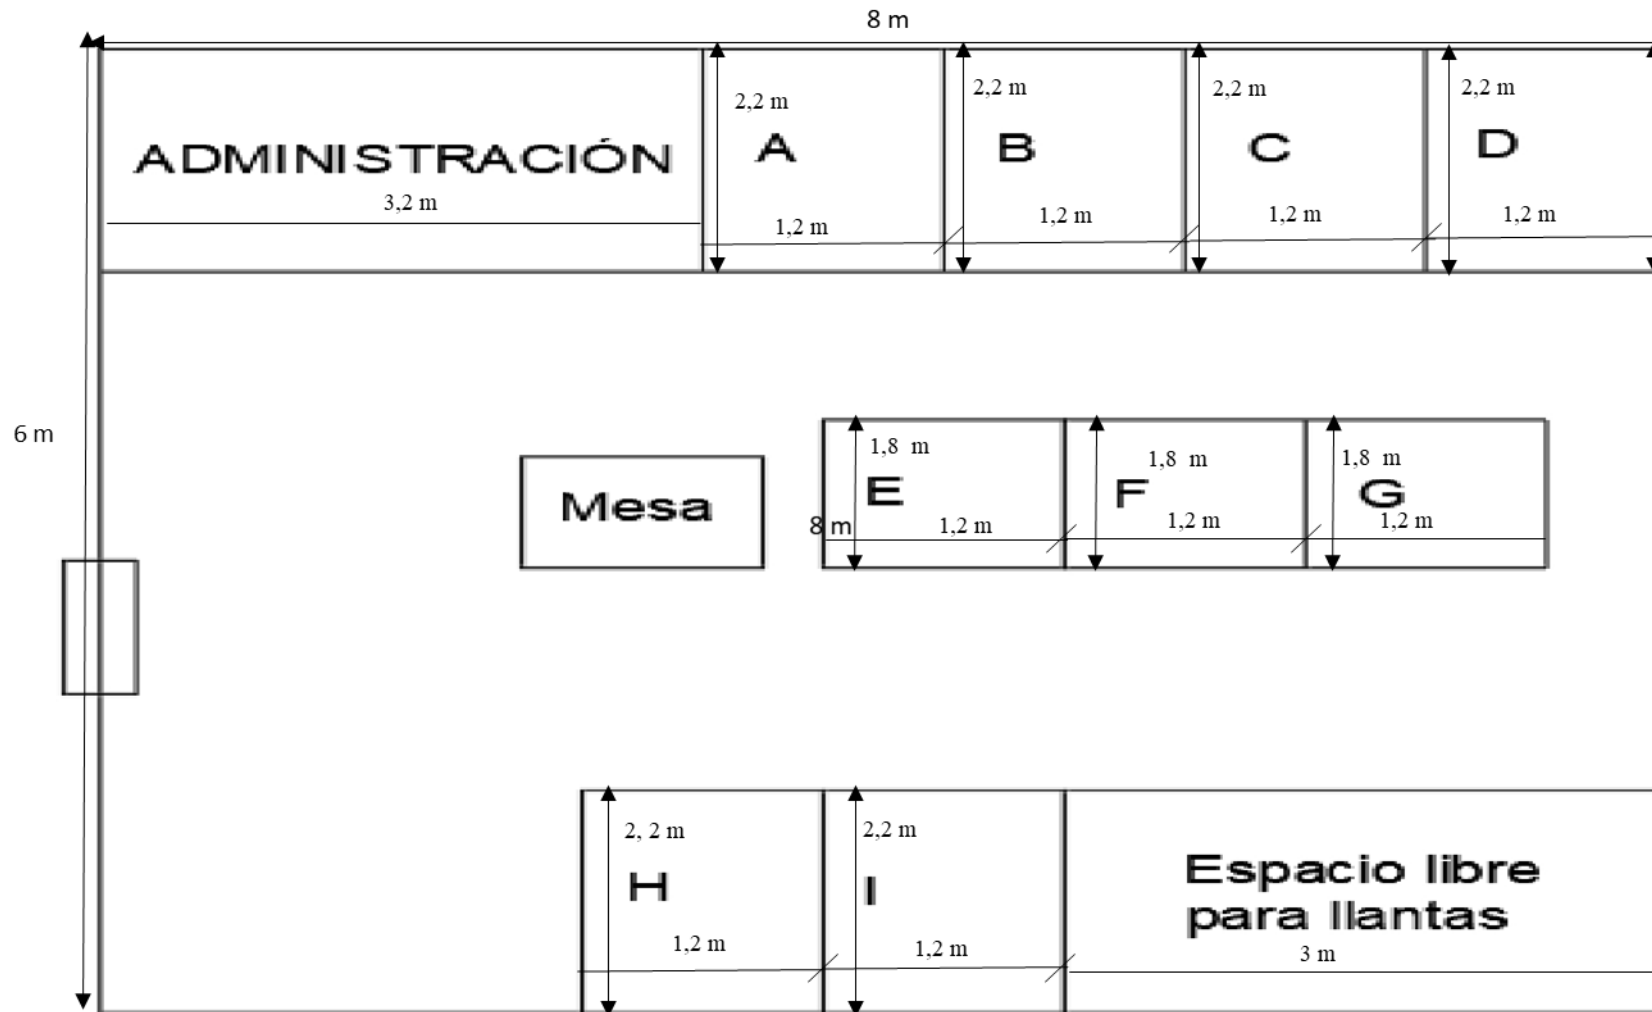 8 m
2,2 m
2,2 m
2,2 m
2,2 m
ADMINISTRACIÓN
A
B
C
D
3,2 m
1,2 m
1,2 m
1,2 m
1,2 m
6 m
1,8 m
1,8 m
1,8 m
Mesa
E
F
G
8 m
1,2 m
1,2 m
1,2 m
2, 2 m
2,2 m
H
I
Espacio libre
para llantas
1,2 m
1,2 m
3 m